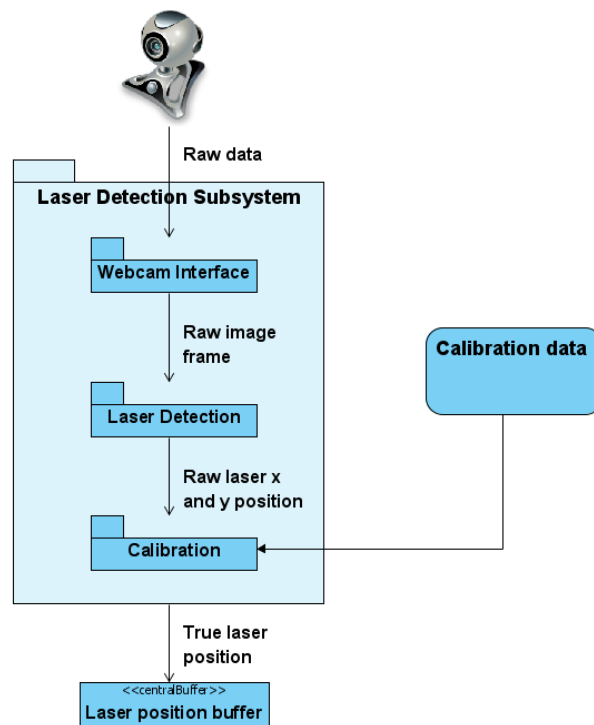 Raw data
Laser Detection Subsystem
Webcam Interface
Raw image
frame
Calibration data
Laser Detection
Raw laser x
and y position
Calibration
True laser
position
<<centralBuffer>>
Laser position buffer